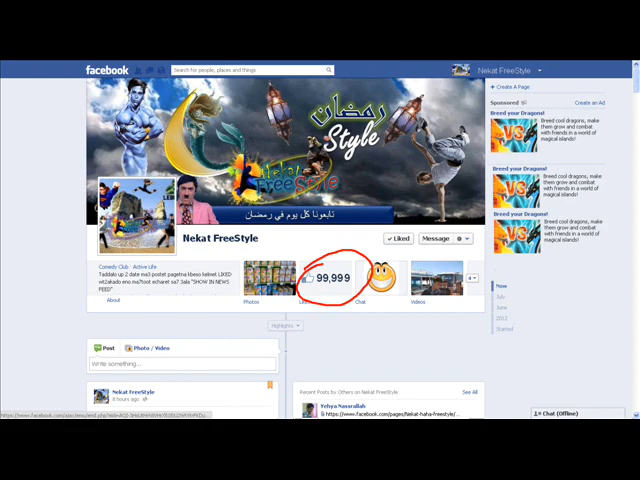 facebook
Search for people, places and things
Nekat FreeStyle
Create A Page
رمضان
Style
Nekat
FreeStyle
تابعونا كل يوم في رمضان
Sponsored
Create an Ad
Breed your Dragons!
Breed cool dragons, make
them grow and combat
with friends in a world of
magical islands!
VS
Breed your Dragons!
Breed cool dragons, make
them grow and combat
with friends in a world of
magical islands!
VS
Breed your Dragons!
Breed cool dragons, make
them grow and combat
with friends in a world of
magical islands!
VS
Nekat FreeStyle
Liked
Message
Comedy Club · Active Life
Taddalo up 2 date ma3 postet pagetna kbeso kelmet LIKED
"SHOW IN NEWS
FEED"
About
Photos
99,999
Chat
Videos
4
Now
July
June
2012
Started
Highlights
Post
Photo / Video
Write something...
Nekat FreeStyle
8 hours ago
Recent Posts by Others on Nekat FreeStyle
See All
Yehya Nassrallah
https://www.facebook.com/pages/Nekat-haha-freestyle/...
Chat (Offline)